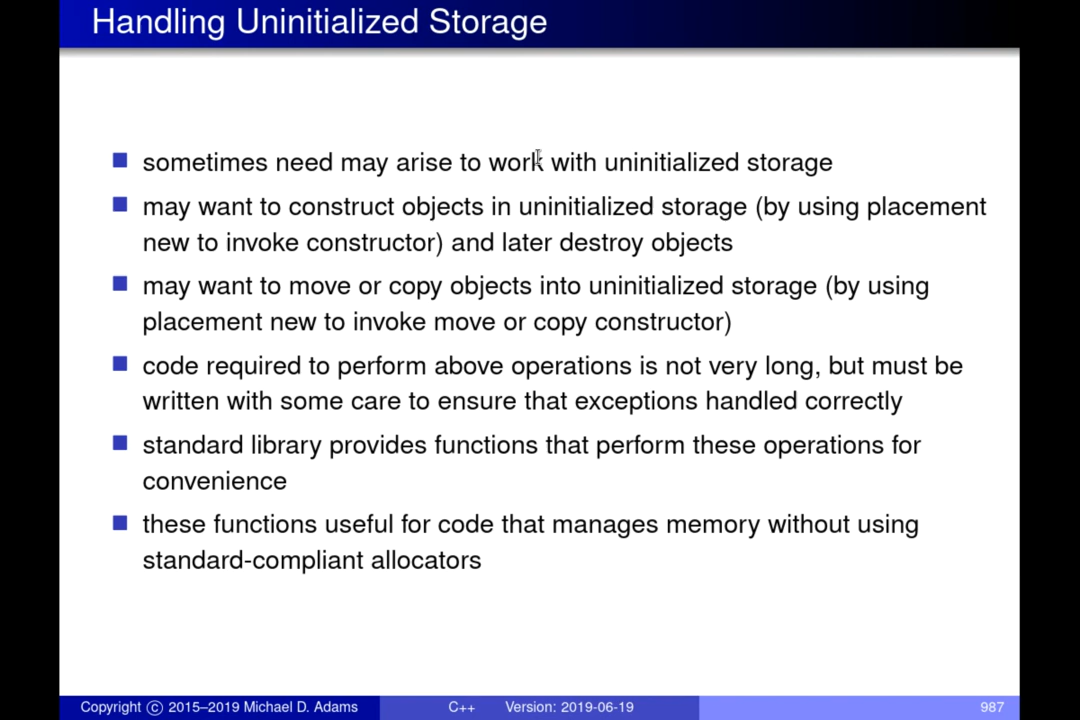 Handling Uninitialized Storage
sometimes need may arise to work with uninitialized storage
may want to construct objects in uninitialized storage (by using placement
new to invoke constructor) and later destroy objects
may want to move or copy objects into uninitialized storage (by using
placement new to invoke move or copy constructor)
code required to perform above operations is not very long, but must be
written with some care to ensure that exceptions handled correctly
standard library provides functions that perform these operations for
convenience
these functions useful for code that manages memory without using
standard-compliant allocators
Copyright © 2015–2019 Michael D. Adams C++ Version: 2019-06-19 987